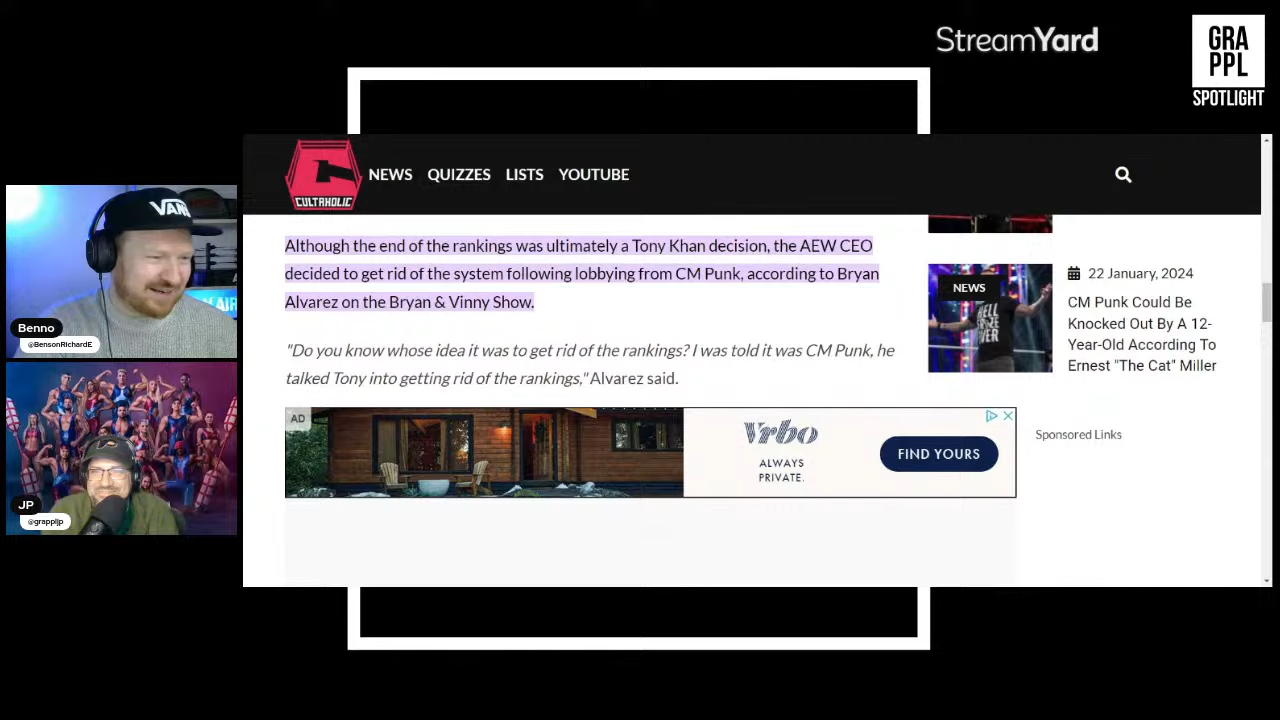 StreamYard
GRA
PPL
SPOTLIGHT
CULTAHOLIC
NEWS QUIZZES LISTS YOUTUBE
Although the end of the rankings was ultimately a Tony Khan decision, the AEW CEO
decided to get rid of the system following lobbying from CM Punk, according to Bryan
Alvarez on the Bryan & Vinny Show.
"Do you know whose idea it was to get rid of the rankings? I was told it was CM Punk, he
talked Tony into getting rid of the rankings," Alvarez said.
AD
Vrbo
ALWAYS
PRIVATE.
FIND YOURS
NEWS
HELL
FROZE
OVER
22 January, 2024
CM Punk Could Be
Knocked Out By A 12-
Year-Old According To
Ernest "The Cat" Miller
Sponsored Links
VANS
Benno
@BensonRichardE
JP
@grappljp